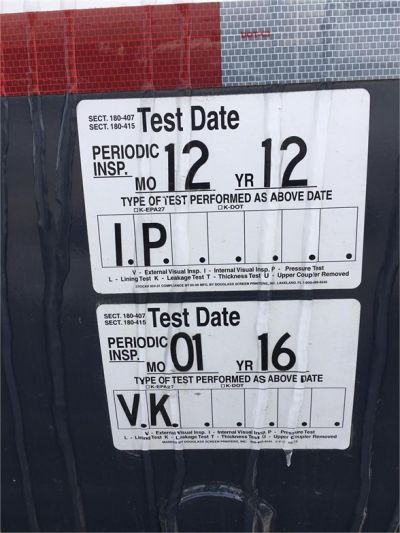 SECT. 180-407
SECT. 180-415
Test Date
PERIODIC
INSP.
MO 12 YR 12
TYPE OF TEST PERFORMED AS ABOVE DATE
□K-EPA27 □K-DOT
I.P. . . . . .
V - External Visual Insp. I - Internal Visual Insp. P - Pressure Test
L - Lining Test K - Leakage Test T - Thickness Test U - Upper Coupler Removed
SECT. 180-407
SECT. 180-415
Test Date
PERIODIC
INSP.
MO 01 YR 16
TYPE OF TEST PERFORMED AS ABOVE DATE
□K-EPA27 □K-DOT
V.K. . . . . .
V - External Visual Insp. I - Internal Visual Insp. P - Pressure Test
L - Lining Test K - Leakage Test T - Thickness Test U - Upper Coupler Removed